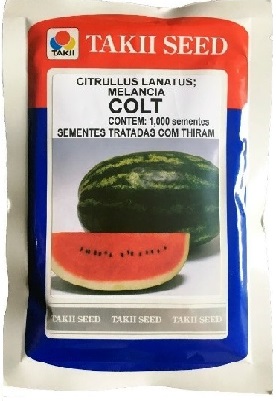 TAKII
TAKII SEED
CITRULLUS LANATUS;
MELANCIA
COLT
CONTEM: 1.000 sementes
SEMENTES TRATADAS COM THIRAM
TAKII SEED TAKII SEED TAKII SEED